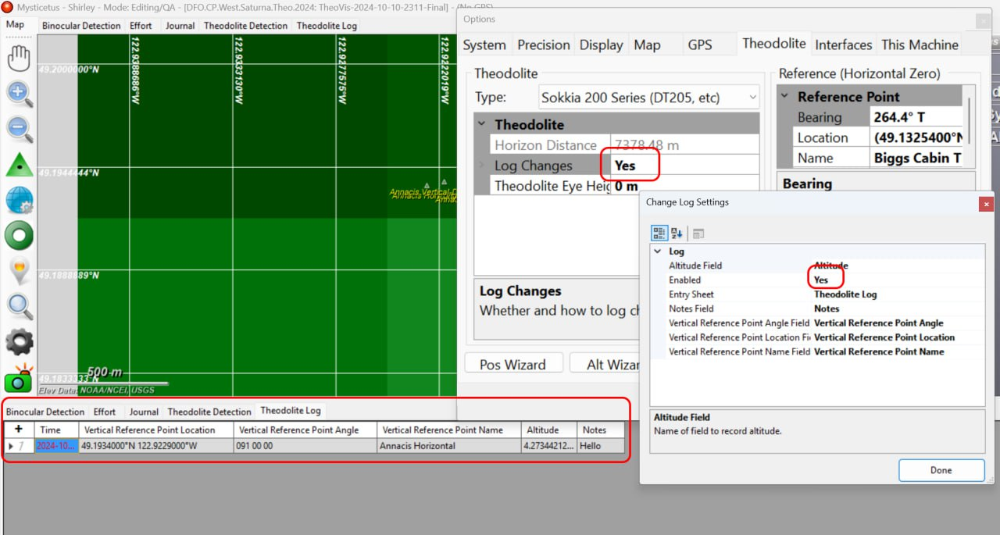 Mysticetus - Shirley - Mode: Editing/QA - [DFO.CP.West.Saturna.Theo.2024: TheoVis-2024-10-10-2311-Final] - (No GPS)
Map
Binocular Detection Effort Journal Theodolite Detection Theodolite Log
122.9388686°W
122.9333130°W
122.9277575°W
122.9222019°W
49.2000000°N
49.1944444°N
49.1888889°N
49.1833333°N
Annacis Vertical
500 m
Elev Data: NOAA/NCEI, USGS
Options
System Precision Display Map GPS Theodolite Interfaces This Machine
Theodolite
Type: Sokkia 200 Series (DT205, etc)
Theodolite
Horizon Distance 7378.48 m
Log Changes Yes
Theodolite Eye Heig 0 m
Log Changes
Whether and how to log ch
Pos Wizard Alt Wizar
Reference (Horizontal Zero)
Reference Point
Bearing 264.4° T
Location (49.1325400°N
Name Biggs Cabin T
Bearing
Change Log Settings
Log
Altitude Field Altitude
Enabled Yes
Entry Sheet Theodolite Log
Notes Field Notes
Vertical Reference Point Angle Field Vertical Reference Point Angle
Vertical Reference Point Location Fi Vertical Reference Point Location
Vertical Reference Point Name Field Vertical Reference Point Name
Altitude Field
Name of field to record altitude.
Done
Binocular Detection Effort Journal Theodolite Detection Theodolite Log
+ Time Vertical Reference Point Location Vertical Reference Point Angle Vertical Reference Point Name Altitude Notes
1 2024-10... 49.1934000°N 122.9229000°W 091 00 00 Annacis Horizontal 4.27344212... Hello